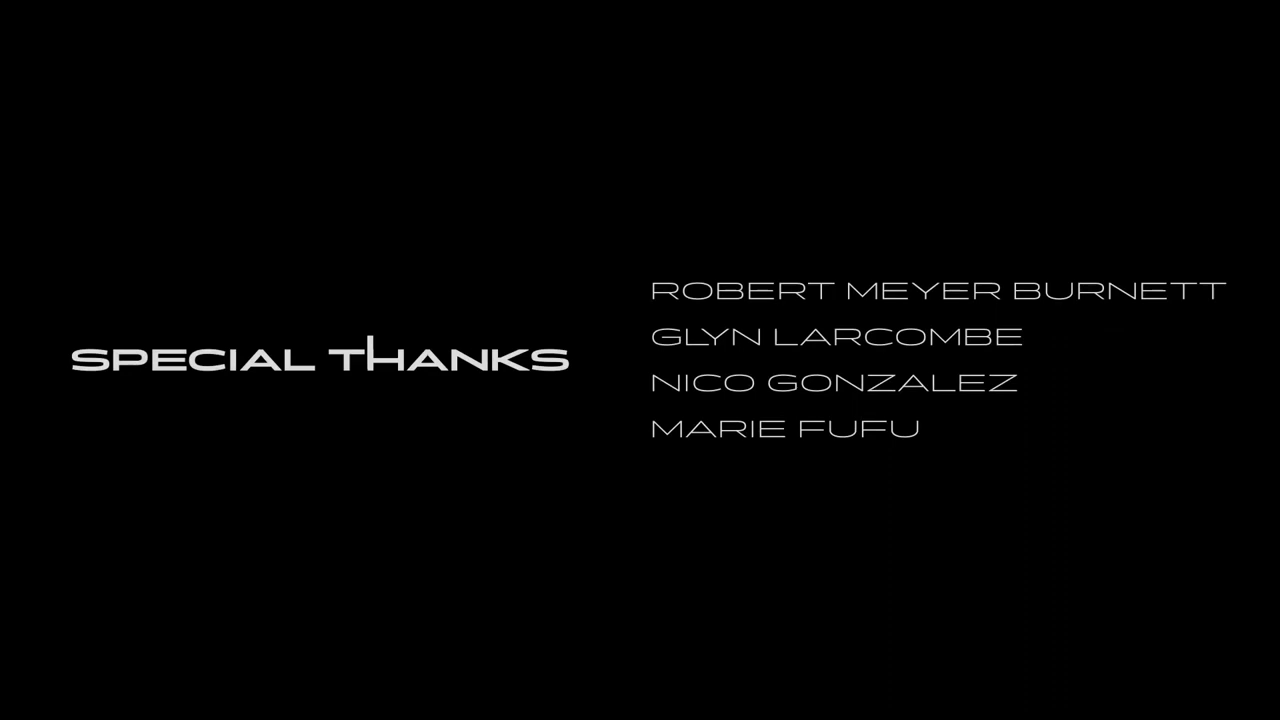 SPECIAL THANKS
ROBERT MEYER BURNETT
GLYN LARCOMBE
NICO GONZALEZ
MARIE FUFU